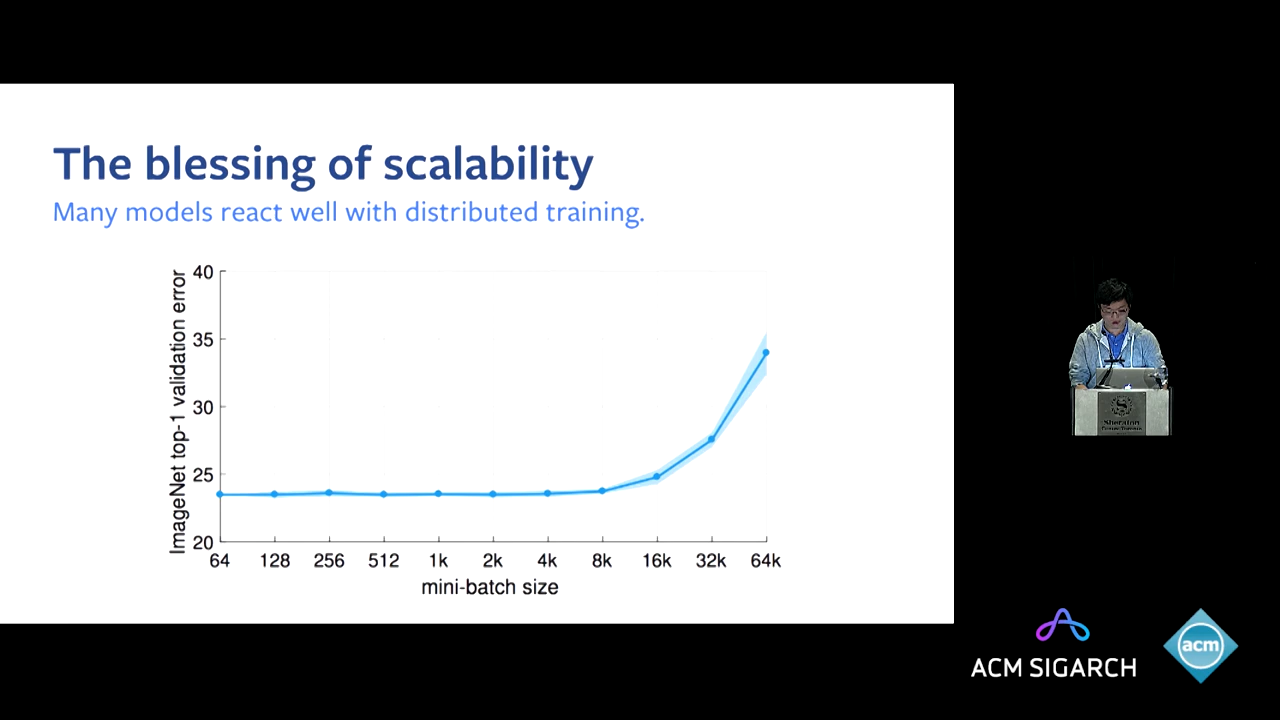 The blessing of scalability
Many models react well with distributed training.
ImageNet top-1 validation error
40
35
30
25
20
64 128 256 512 1k 2k 4k 8k 16k 32k 64k
mini-batch size
Sheraton
ACM SIGARCH
acm